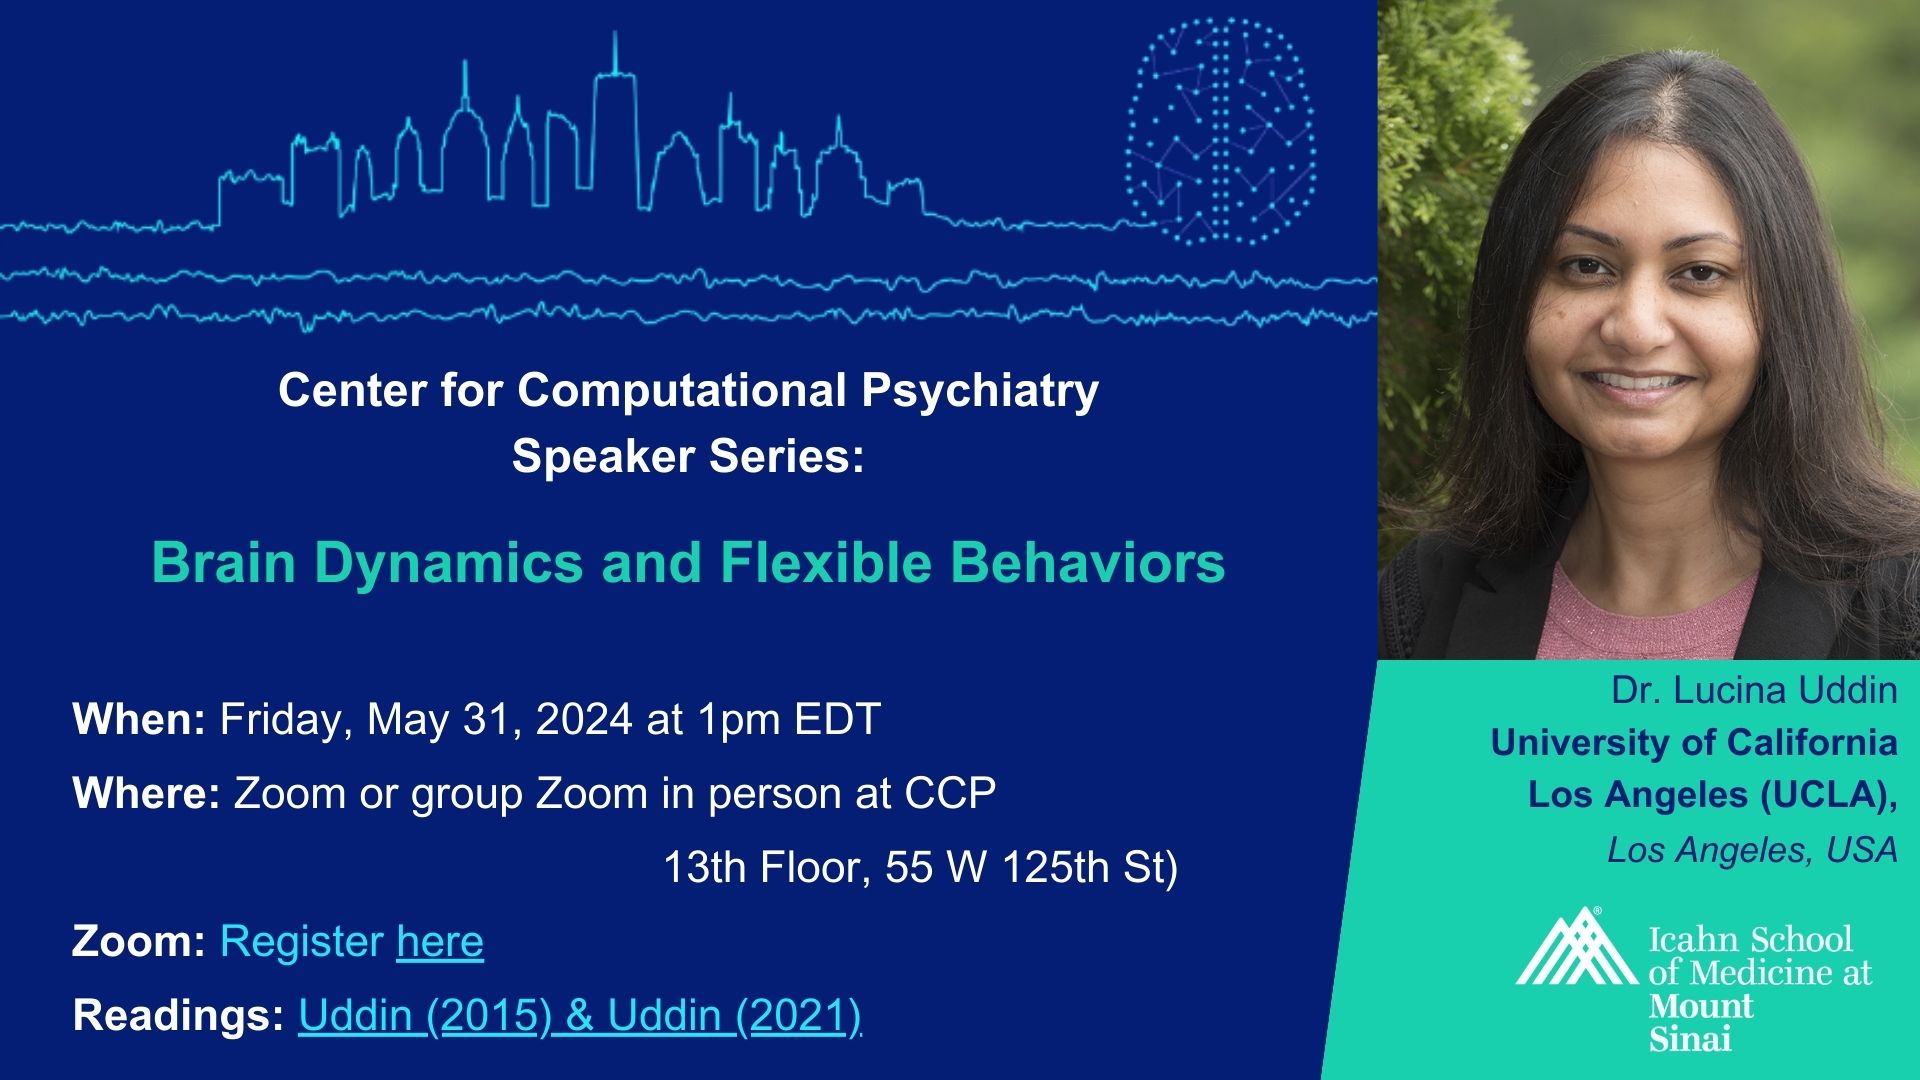 Center for Computational Psychiatry
Speaker Series:
Brain Dynamics and Flexible Behaviors
When: Friday, May 31, 2024 at 1pm EDT
Where: Zoom or group Zoom in person at CCP
13th Floor, 55 W 125th St)
Zoom: Register here
Readings: Uddin (2015) & Uddin (2021)
Dr. Lucina Uddin
University of California
Los Angeles (UCLA),
Los Angeles, USA
®
Icahn School
of Medicine at
Mount
Sinai